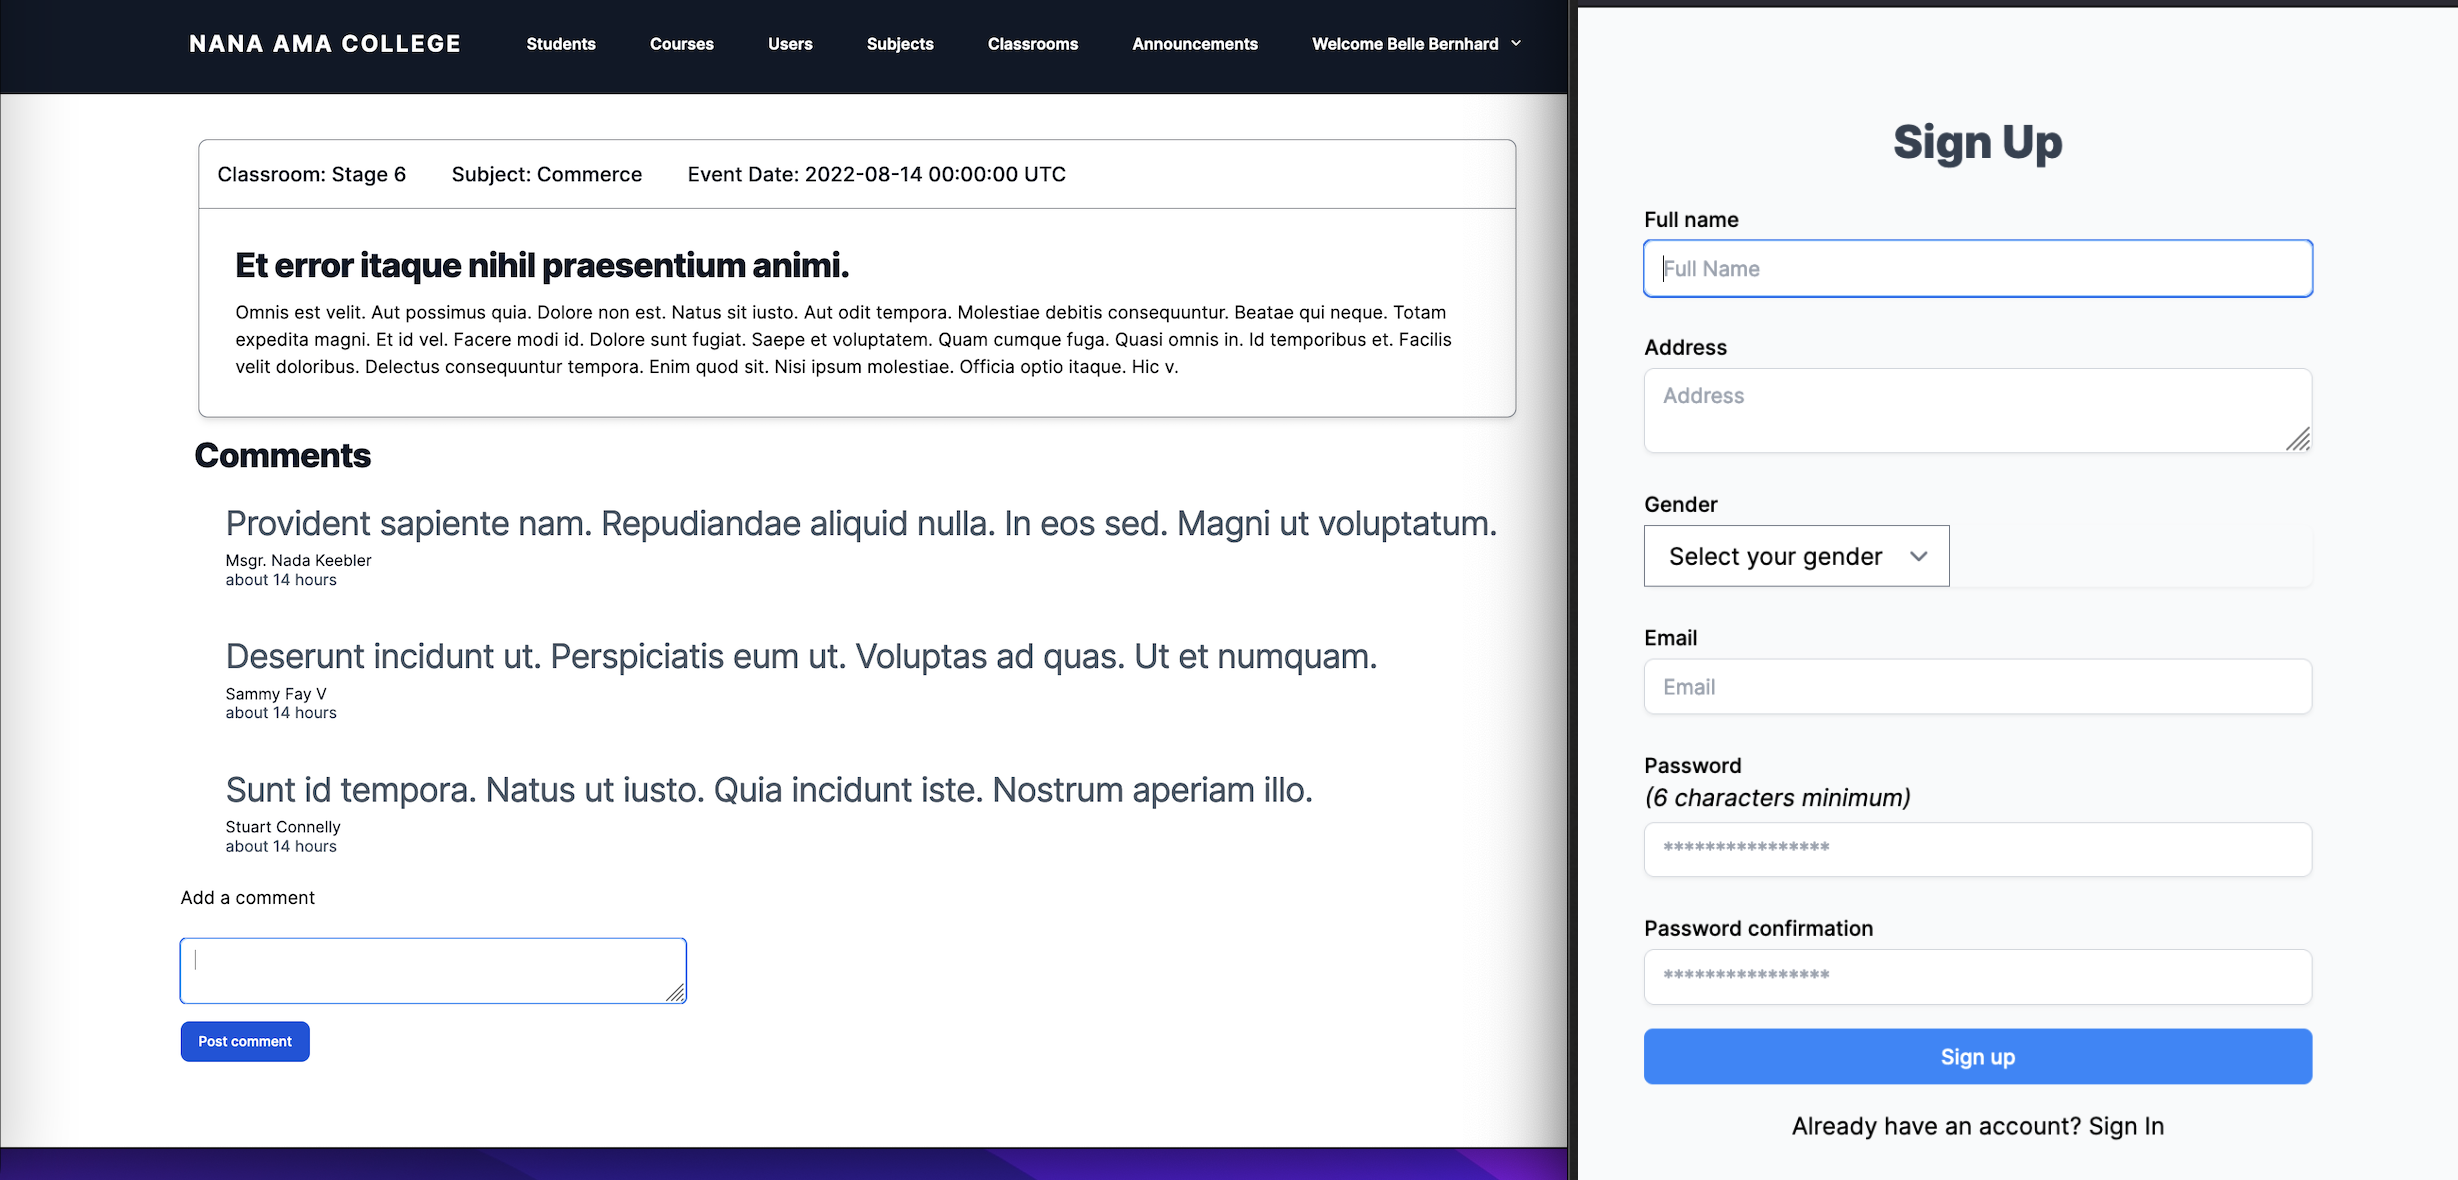 NANA AMA COLLEGE Students Courses Users Subjects Classrooms Announcements Welcome Belle Bernhard
Classroom: Stage 6 Subject: Commerce Event Date: 2022-08-14 00:00:00 UTC
Et error itaque nihil praesentium animi.
Omnis est velit. Aut possimus quia. Dolore non est. Natus sit iusto. Aut odit tempora. Molestiae debitis consequuntur. Beatae qui neque. Totam
expedita magni. Et id vel. Facere modi id. Dolore sunt fugiat. Saepe et voluptatem. Quam cumque fuga. Quasi omnis in. Id temporibus et. Facilis
velit doloribus. Delectus consequuntur tempora. Enim quod sit. Nisi ipsum molestiae. Officia optio itaque. Hic v.
Comments
Provident sapiente nam. Repudiandae aliquid nulla. In eos sed. Magni ut voluptatum.
Msgr. Nada Keebler
about 14 hours
Deserunt incidunt ut. Perspiciatis eum ut. Voluptas ad quas. Ut et numquam.
Sammy Fay V
about 14 hours
Sunt id tempora. Natus ut iusto. Quia incidunt iste. Nostrum aperiam illo.
Stuart Connelly
about 14 hours
Add a comment
Post comment
Sign Up
Full name
Full Name
Address
Address
Gender
Select your gender
Email
Email
Password
(6 characters minimum)
****************
Password confirmation
****************
Sign up
Already have an account? Sign In